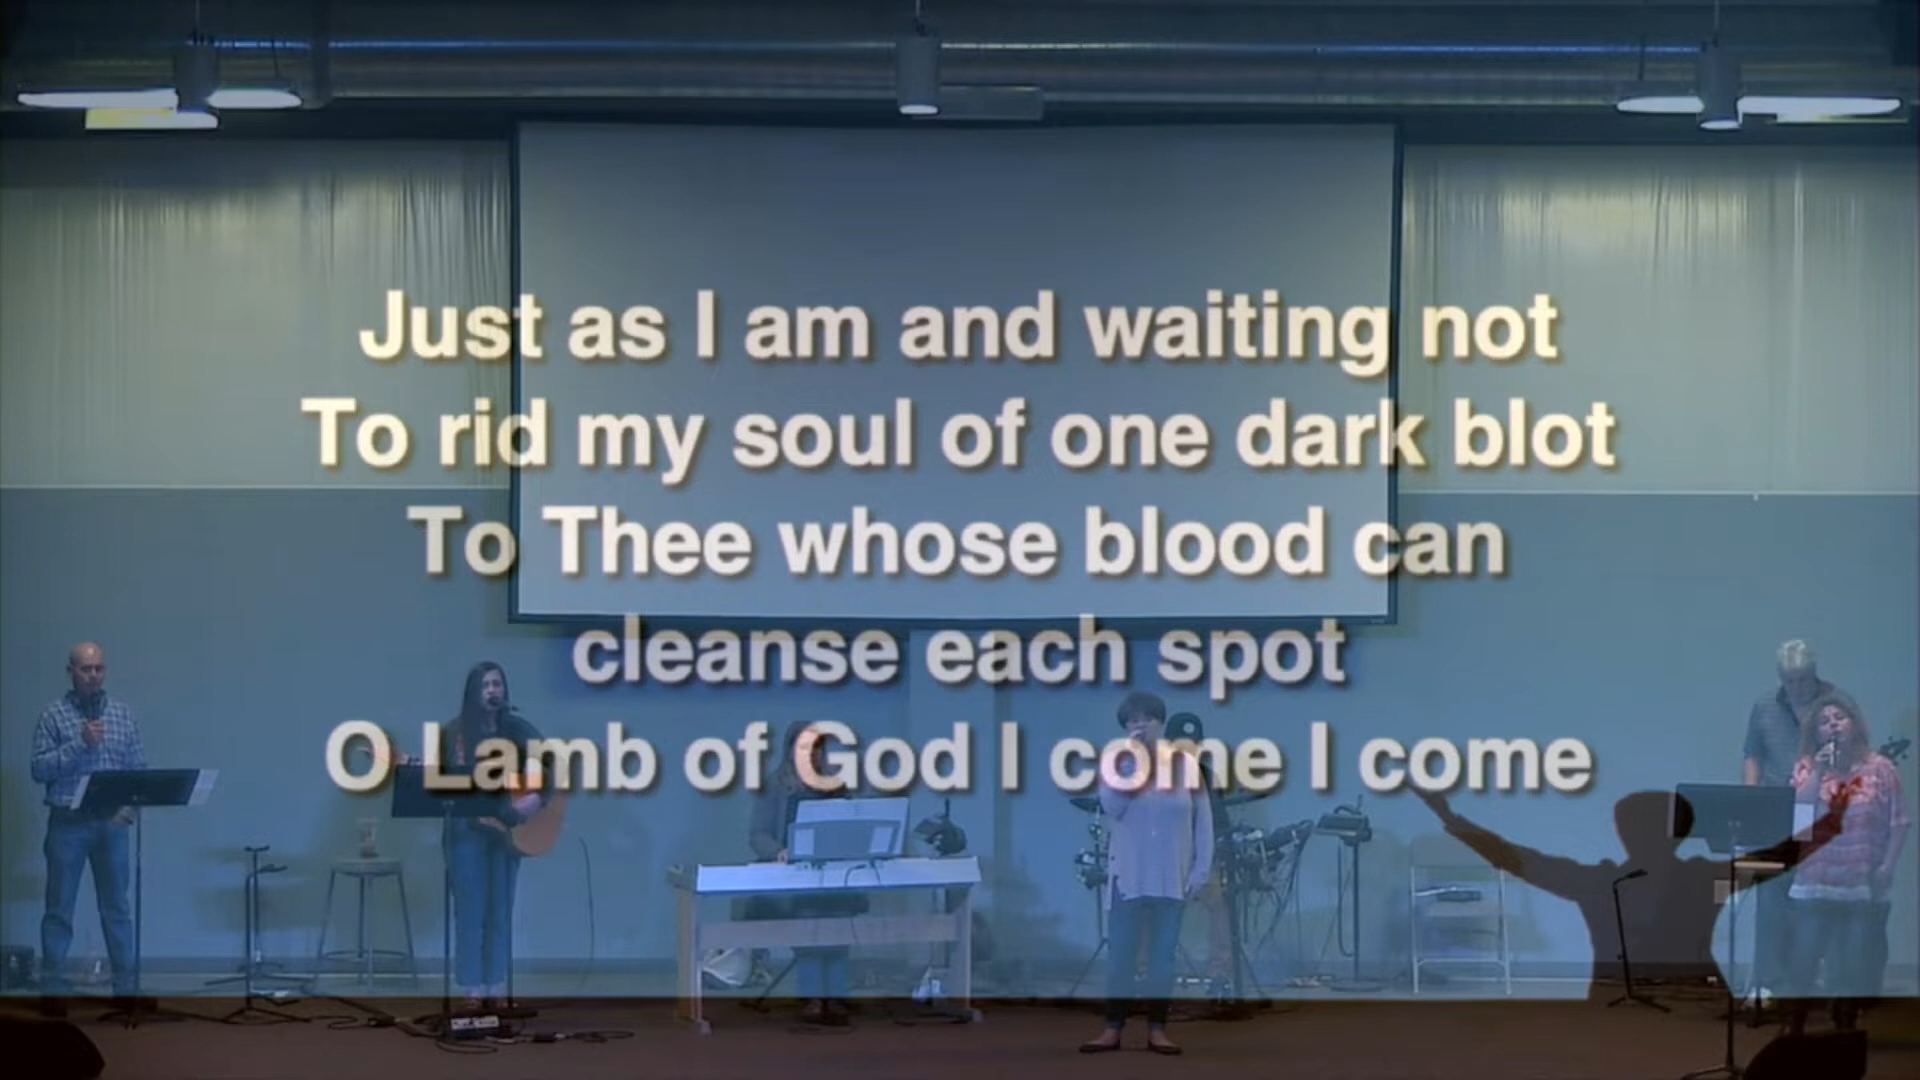 Just as I am and waiting not
To rid my soul of one dark blot
To Thee whose blood can
cleanse each spot
O Lamb of God I come I come